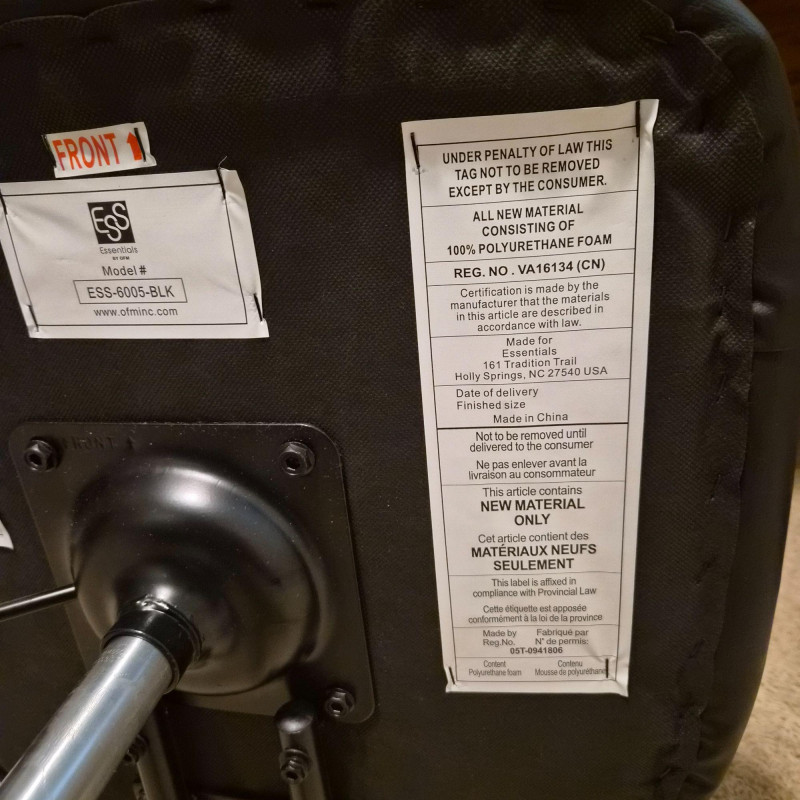 FRONT
ESS
Essentials
BY OFM
Model #
ESS-6005-BLK
www.ofminc.com
UNDER PENALTY OF LAW THIS
TAG NOT TO BE REMOVED
EXCEPT BY THE CONSUMER.
ALL NEW MATERIAL
CONSISTING OF
100% POLYURETHANE FOAM
REG. NO . VA16134 (CN)
Certification is made by the
manufacturer that the materials
in this article are described in
accordance with law.
Made for
Essentials
161 Tradition Trail
Holly Springs, NC 27540 USA
Date of delivery
Finished size
Made in China
Not to be removed until
delivered to the consumer
Ne pas enlever avant la
livraison au consommateur
This article contains
NEW MATERIAL
ONLY
Cet article contient des
MATÉRIAUX NEUFS
SEULEMENT
This label is affixed in
compliance with Provincial Law
Cette étiquette est apposée
conformément à la loi de la province
Made by Fabriqué par
Reg.No. N° de permis:
05T-0941806
Content Contenu
Polyurethane foam Mousse de polyuréthane
FRONT